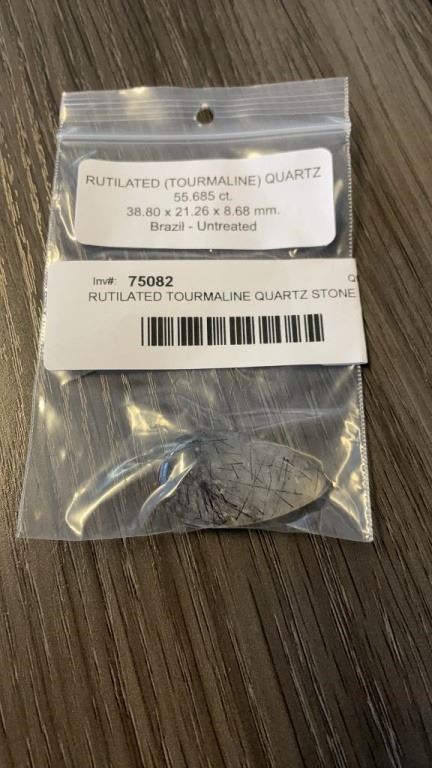 RUTILATED (TOURMALINE) QUARTZ
55.685 ct.
38.80 x 21.26 x 8.68 mm.
Brazil - Untreated
Inv#: 75082
RUTILATED TOURMALINE QUARTZ STONE